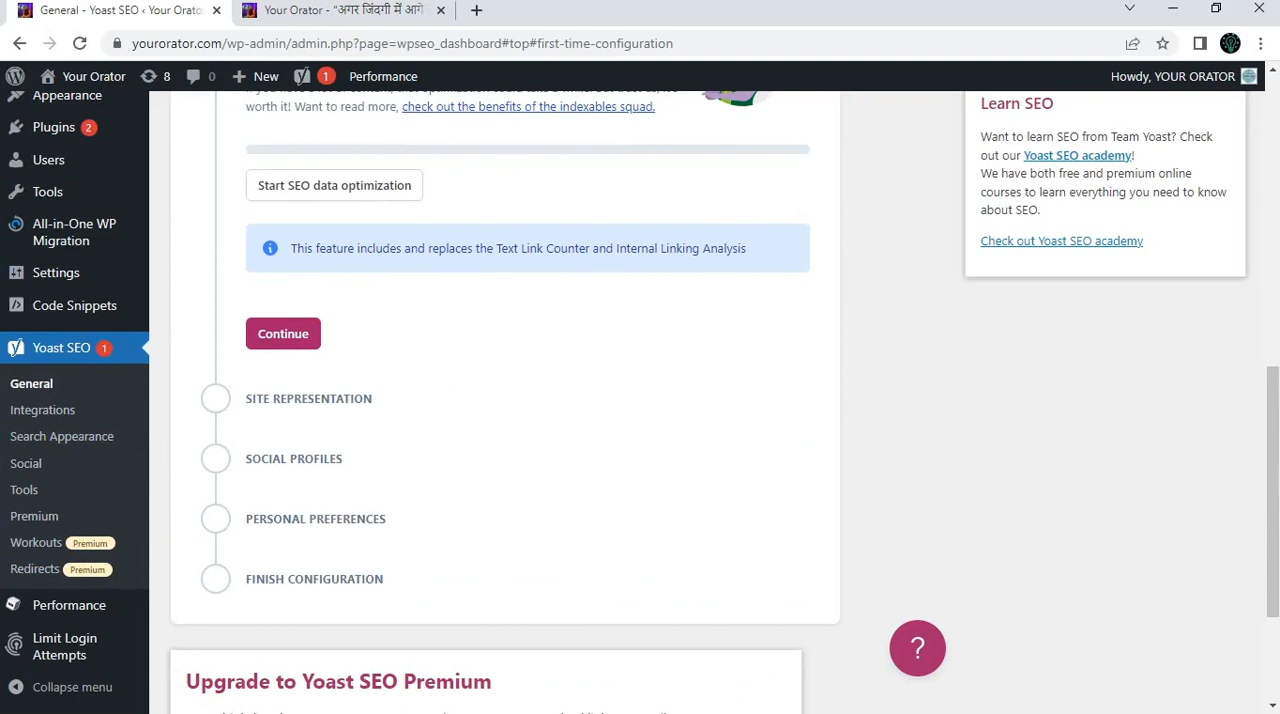 General - Yoast SEO ‹ Your Orato
Your Orator - "अगर जिंदगी में आगे
yourorator.com/wp-admin/admin.php?page=wpseo_dashboard#top#first-time-configuration
Your Orator 8 0 New 1 Performance
Howdy, YOUR ORATOR
Appearance
Plugins 2
Users
Tools
All-in-One WP
Migration
Settings
Code Snippets
Yoast SEO 1
General
Integrations
Search Appearance
Social
Tools
Premium
Workouts Premium
Redirects Premium
Performance
Limit Login
Attempts
Collapse menu
worth it! Want to read more, check out the benefits of the indexables squad.
Start SEO data optimization
This feature includes and replaces the Text Link Counter and Internal Linking Analysis
Continue
SITE REPRESENTATION
SOCIAL PROFILES
PERSONAL PREFERENCES
FINISH CONFIGURATION
Upgrade to Yoast SEO Premium
Learn SEO
Want to learn SEO from Team Yoast? Check
out our Yoast SEO academy!
We have both free and premium online
courses to learn everything you need to know
about SEO.
Check out Yoast SEO academy
?